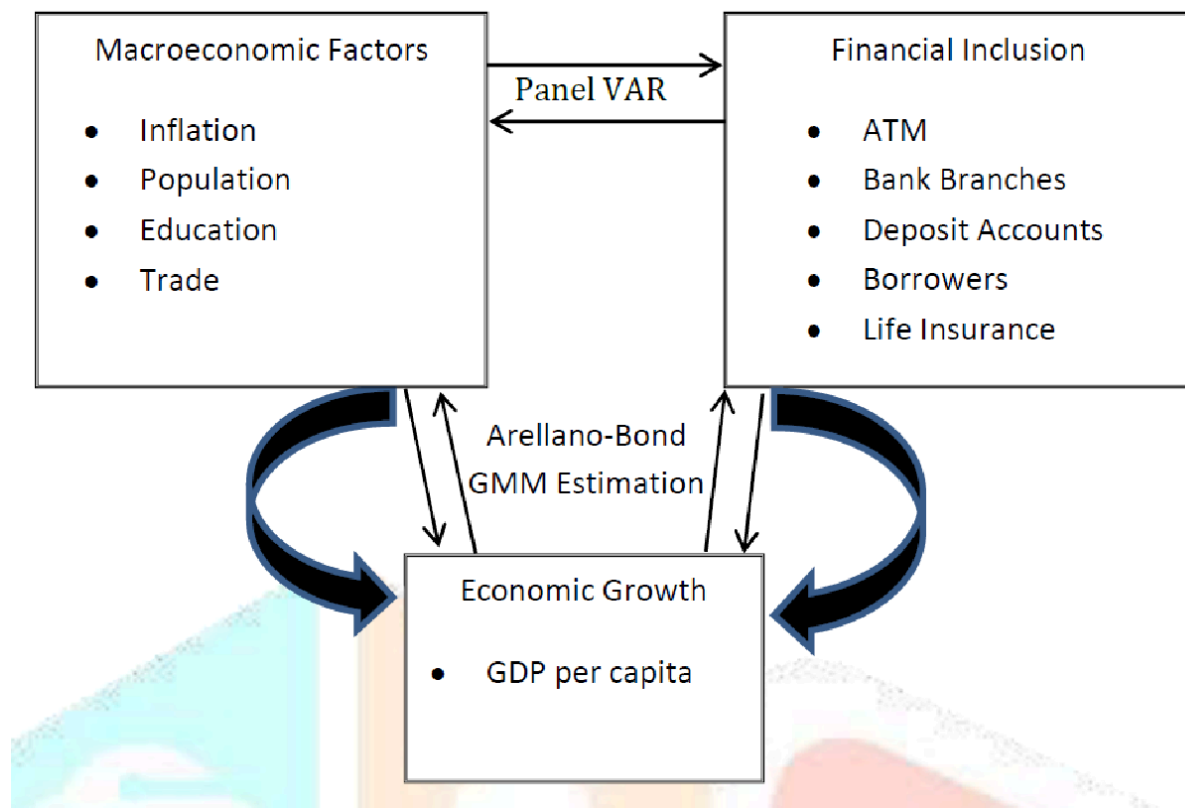 Macroeconomic Factors
• Inflation
• Population
• Education
• Trade
Panel VAR
Financial Inclusion
• ATM
• Bank Branches
• Deposit Accounts
• Borrowers
• Life Insurance
Arellano-Bond
GMM Estimation
Economic Growth
• GDP per capita